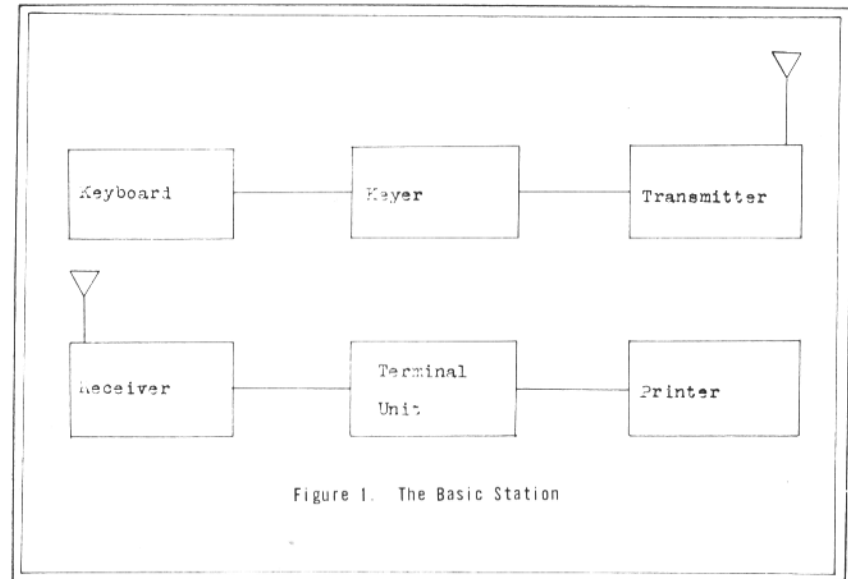 Keyboard
Keyer
Transmitter
Receiver
Terminal
Unit
Printer
Figure 1. The Basic Station